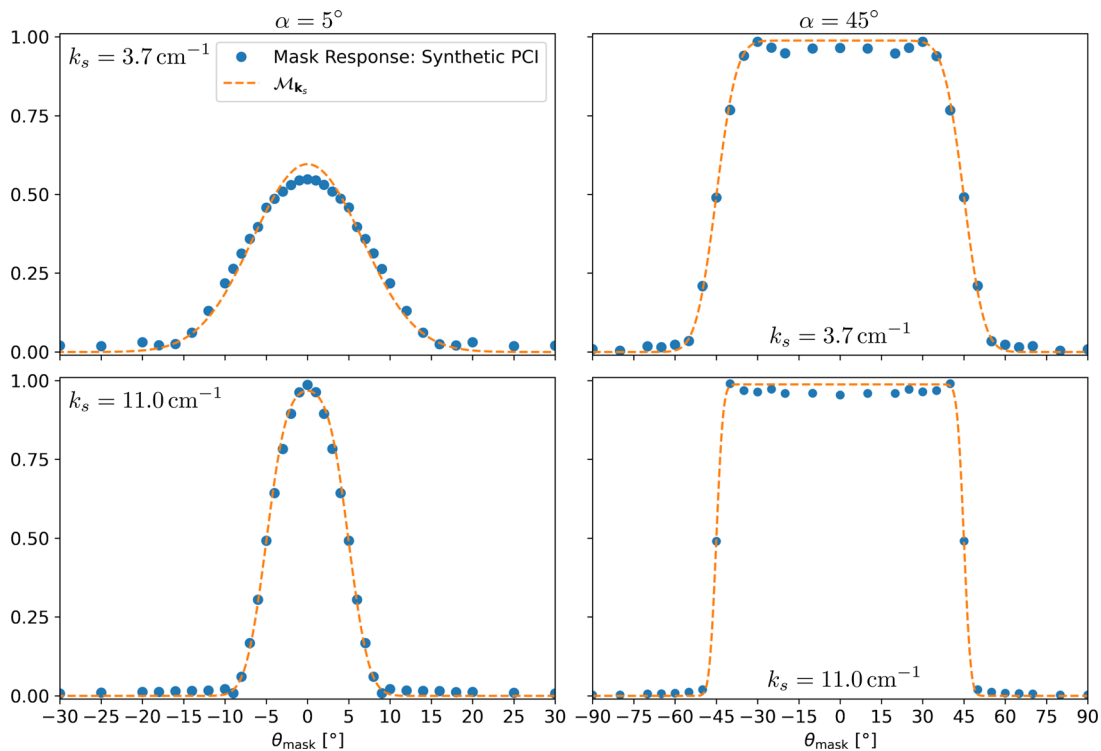 α = 5°
α = 45°
k_s = 3.7 cm⁻¹
Mask Response: Synthetic PCI
ℳ_{𝐤_s}
1.00
0.75
0.50
0.25
0.00
k_s = 3.7 cm⁻¹
k_s = 11.0 cm⁻¹
1.00
0.75
0.50
0.25
0.00
k_s = 11.0 cm⁻¹
−30 −25 −20 −15 −10 −5 0 5 10 15 20 25 30
−90 −75 −60 −45 −30 −15 0 15 30 45 60 75 90
θ_mask [°]
θ_mask [°]